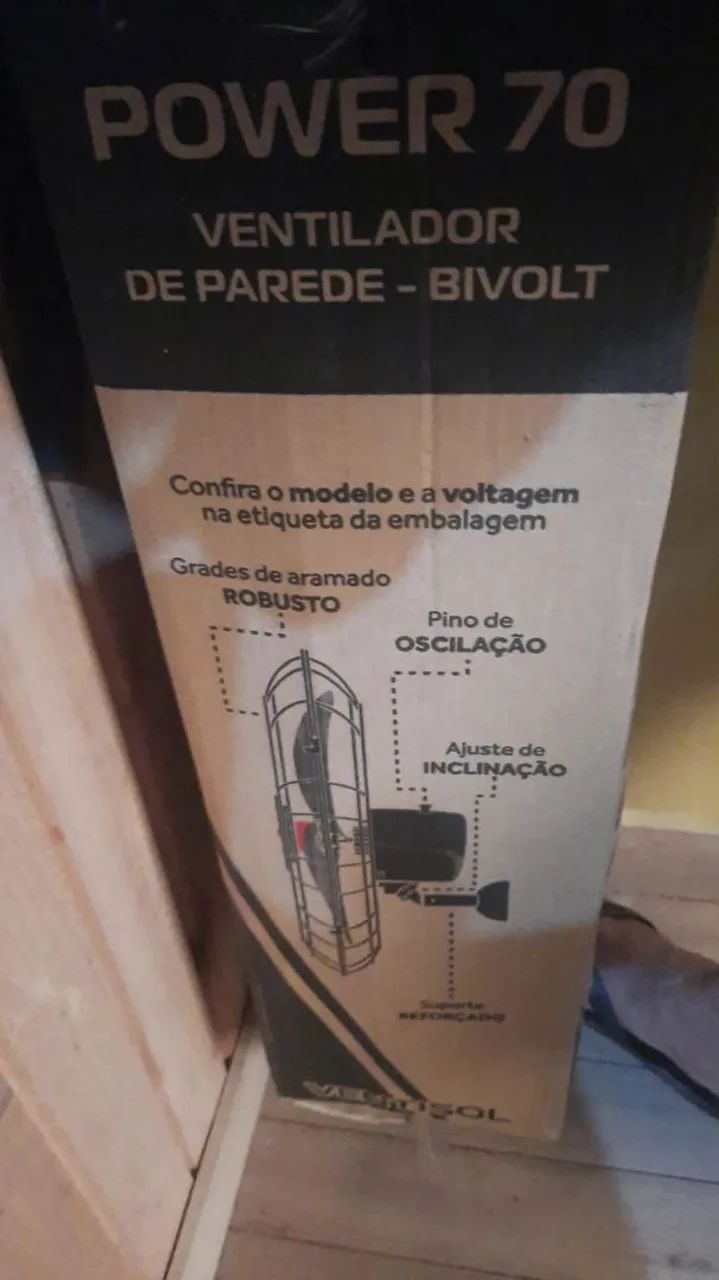 POWER 70
VENTILADOR
DE PAREDE - BIVOLT
Confira o modelo e a voltagem
na etiqueta da embalagem
Grades de aramado
ROBUSTO
Pino de
OSCILAÇÃO
Ajuste de
INCLINAÇÃO
Suporte
REFORÇADO
VENTISOL